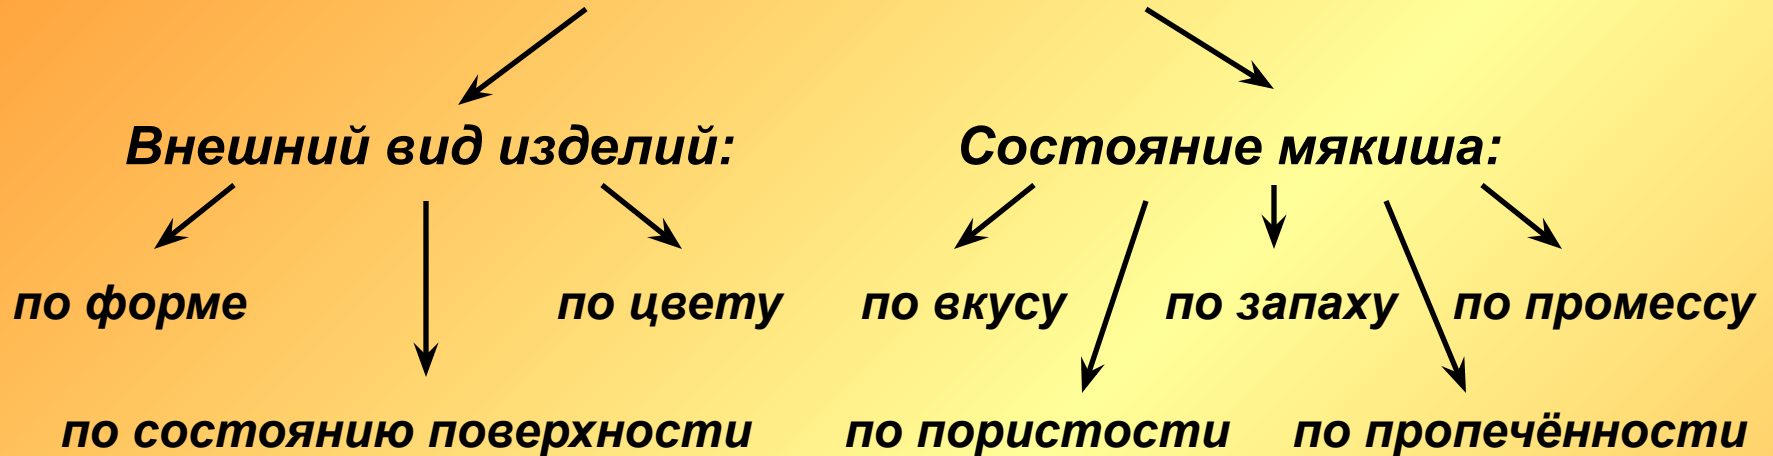 Внешний вид изделий: Состояние мякиша:
по форме по цвету по вкусу по запаху по промессу
по состоянию поверхности по пористости по пропечённости